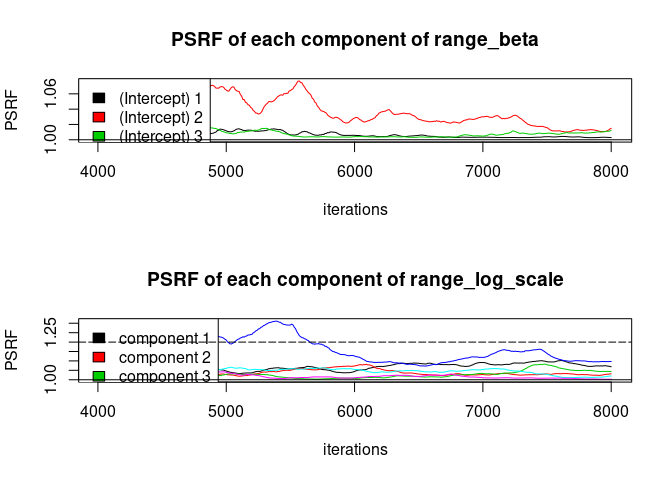 PSRF of each component of range_beta
PSRF
1.00
1.06
(Intercept) 1
(Intercept) 2
(Intercept) 3
4000
5000
6000
7000
8000
iterations
PSRF of each component of range_log_scale
PSRF
1.00
1.25
component 1
component 2
component 3
4000
5000
6000
7000
8000
iterations